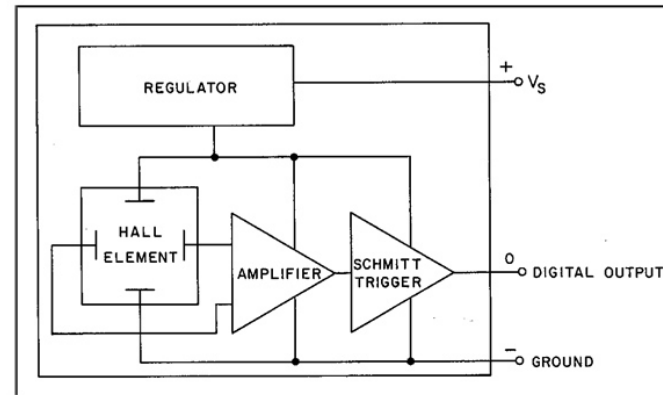 REGULATOR
+
VS
HALL
ELEMENT
AMPLIFIER
SCHMITT
TRIGGER
O
DIGITAL OUTPUT
−
GROUND